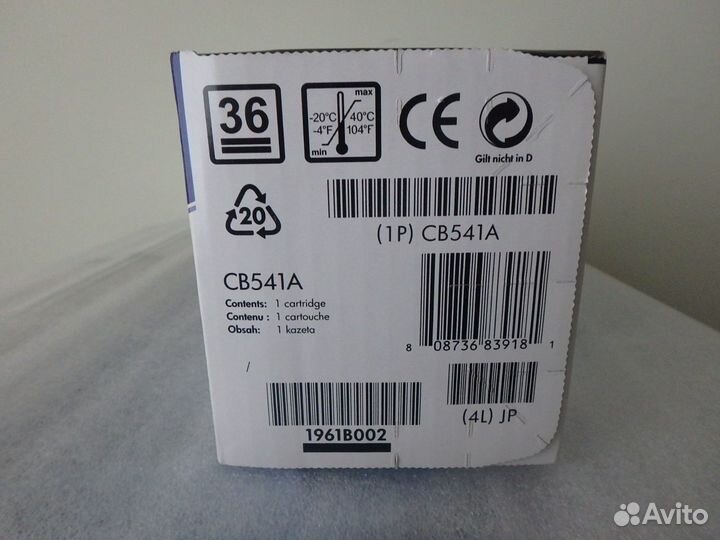 36
max
-20°C 40°C
-4°F 104°F
min
CE
Gilt nicht in D
20
(1P) CB541A
CB541A
Contents: 1 cartridge
Contenu : 1 cartouche
Obsah: 1 kazeta
8 08736 83918 1
/
(4L) JP
1961B002
Avito